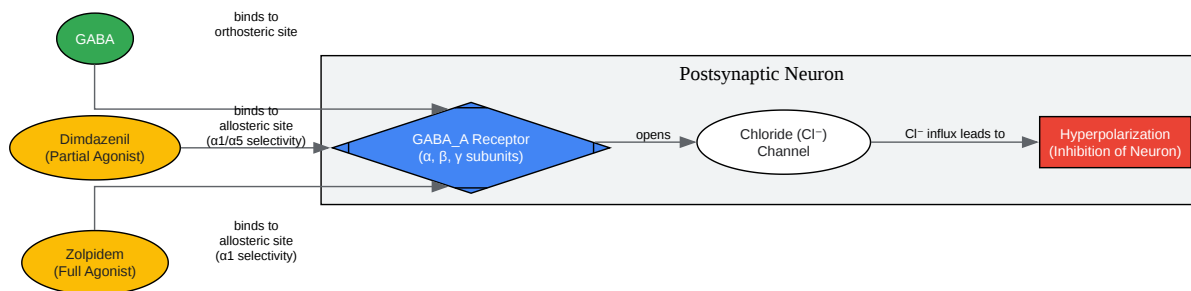 GABA
binds to
orthosteric site
Postsynaptic Neuron
Dimdazenil
(Partial Agonist)
binds to
allosteric site
(α1/α5 selectivity)
GABA_A Receptor
(α, β, γ subunits)
opens
Chloride (Cl⁻)
Channel
Cl⁻ influx leads to
Hyperpolarization
(Inhibition of Neuron)
Zolpidem
(Full Agonist)
binds to
allosteric site
(α1 selectivity)